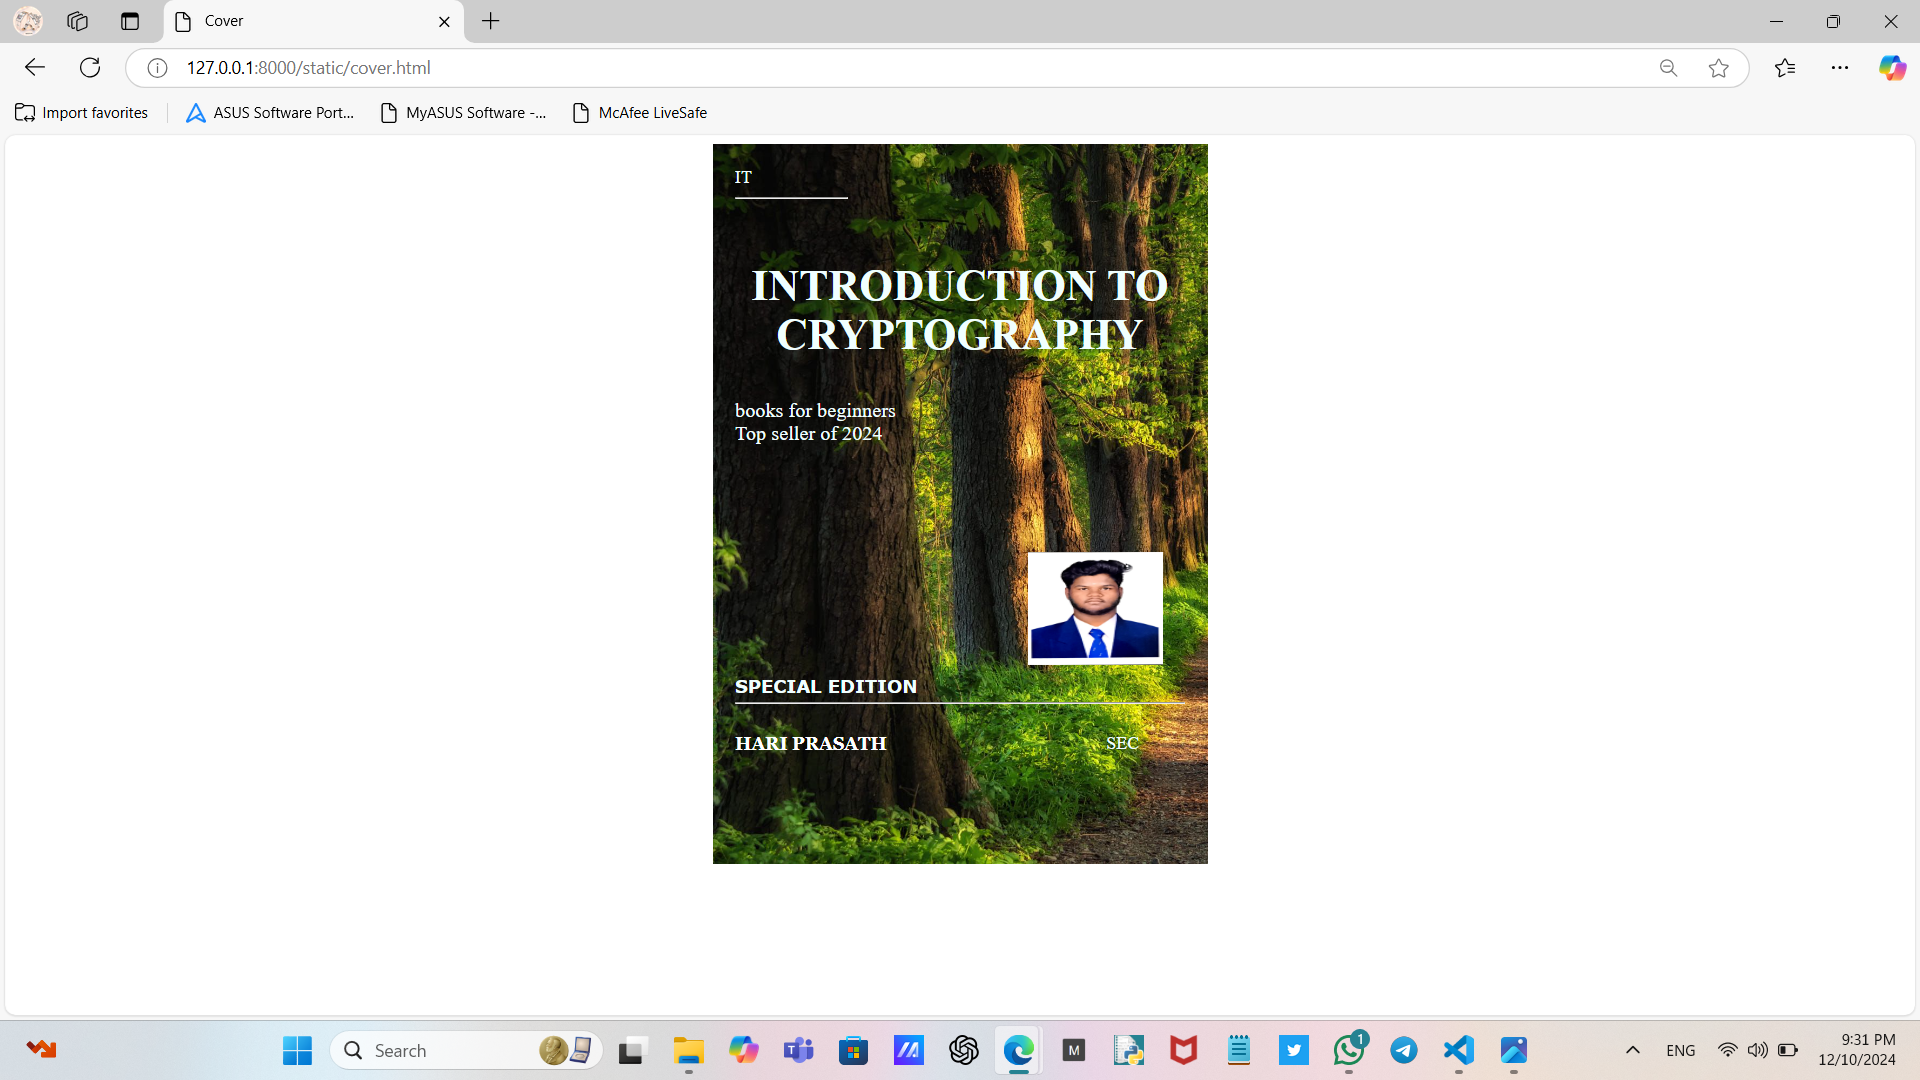 Cover
127.0.0.1:8000/static/cover.html
Import favorites
ASUS Software Port...
MyASUS Software -...
McAfee LiveSafe
IT
INTRODUCTION TO
CRYPTOGRAPHY
books for beginners
Top seller of 2024
SPECIAL EDITION
HARI PRASATH
SEC
Search
M
1
ENG
9:31 PM
12/10/2024